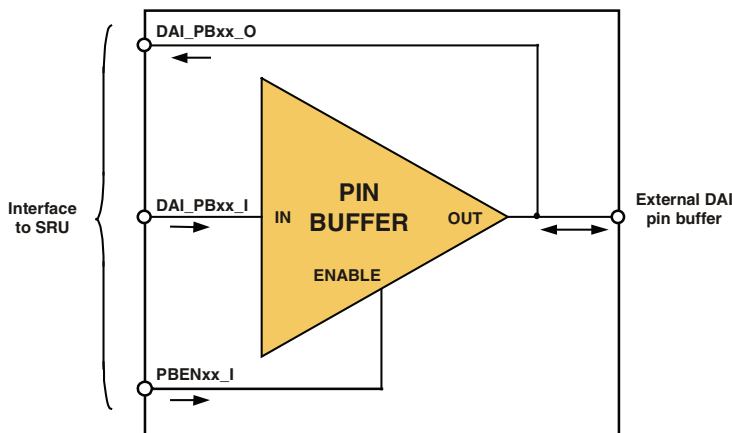 DAI_PBxx_O
Interface
to SRU
DAI_PBxx_I
IN
PIN
BUFFER
OUT
ENABLE
External DAI
pin buffer
PBENxx_I